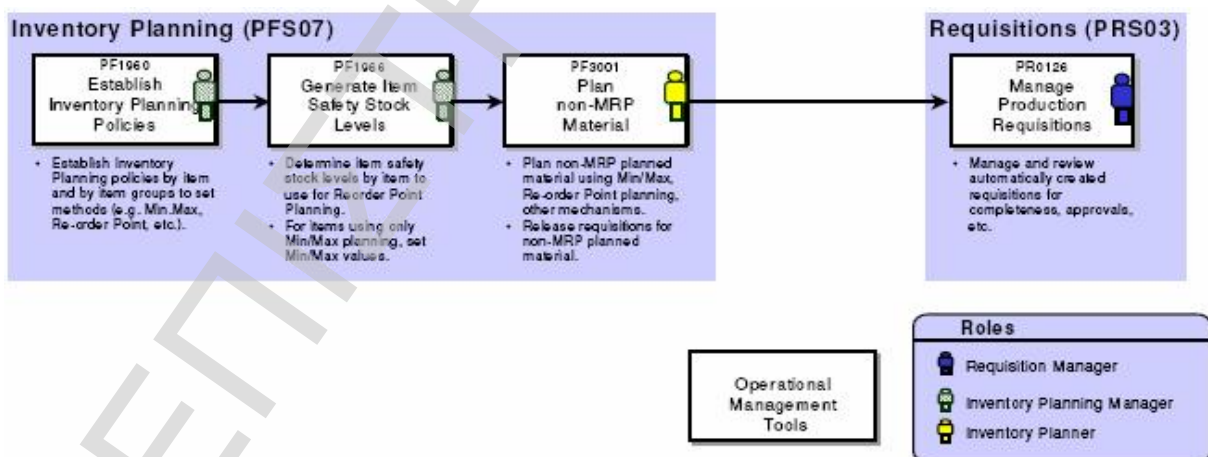 Inventory Planning (PFS07)
PF1960
Establish
Inventory Planning
Policies
• Establish Inventory
Planning policies by item
and by item groups to set
methods (e.g. Min.Max,
Re-order Point, etc.).
PF1966
Generate Item
Safety Stock
Levels
• Determine item safety
stock levels by item to
use for Reorder Point
Planning.
• For items using only
Min/Max planning, set
Min/Max values.
PF3001
Plan
non-MRP
Material
• Plan non-MRP planned
material using Min/Max,
Re-order Point planning,
other mechanisms.
• Release requisitions for
non-MRP planned
material.
Requisitions (PRS03)
PR0126
Manage
Production
Requisitions
• Manage and review
automatically created
requisitions for
completeness, approvals,
etc.
Operational
Management
Tools
Roles
Requisition Manager
Inventory Planning Manager
Inventory Planner